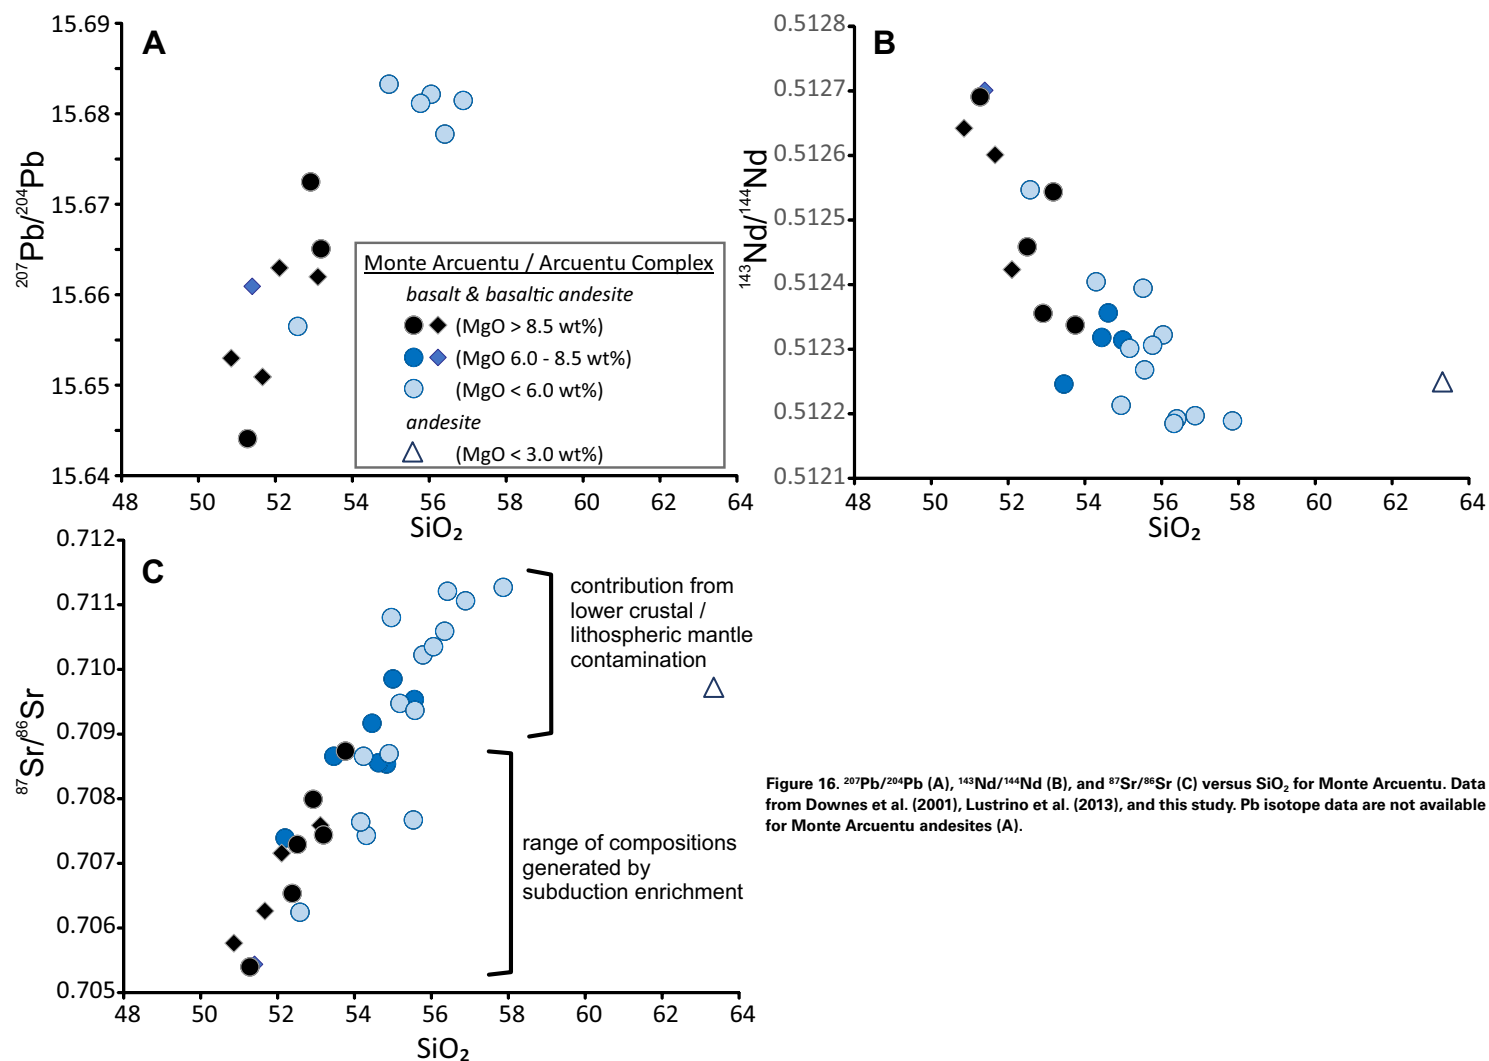 A
15.69
15.68
15.67
15.66
15.65
15.64
²⁰⁷Pb/²⁰⁴Pb
48 50 52 54 56 58 60 62 64
SiO₂
Monte Arcuentu / Arcuentu Complex
basalt & basaltic andesite
(MgO > 8.5 wt%)
(MgO 6.0 - 8.5 wt%)
(MgO < 6.0 wt%)
andesite
(MgO < 3.0 wt%)
B
0.5128
0.5127
0.5126
0.5125
0.5124
0.5123
0.5122
0.5121
¹⁴³Nd/¹⁴⁴Nd
48 50 52 54 56 58 60 62 64
SiO₂
C
0.712
0.711
0.710
0.709
0.708
0.707
0.706
0.705
⁸⁷Sr/⁸⁶Sr
48 50 52 54 56 58 60 62 64
SiO₂
contribution from
lower crustal /
lithospheric mantle
contamination
range of compositions
generated by
subduction enrichment
Figure 16. ²⁰⁷Pb/²⁰⁴Pb (A), ¹⁴³Nd/¹⁴⁴Nd (B), and ⁸⁷Sr/⁸⁶Sr (C) versus SiO₂ for Monte Arcuentu. Data
from Downes et al. (2001), Lustrino et al. (2013), and this study. Pb isotope data are not available
for Monte Arcuentu andesites (A).